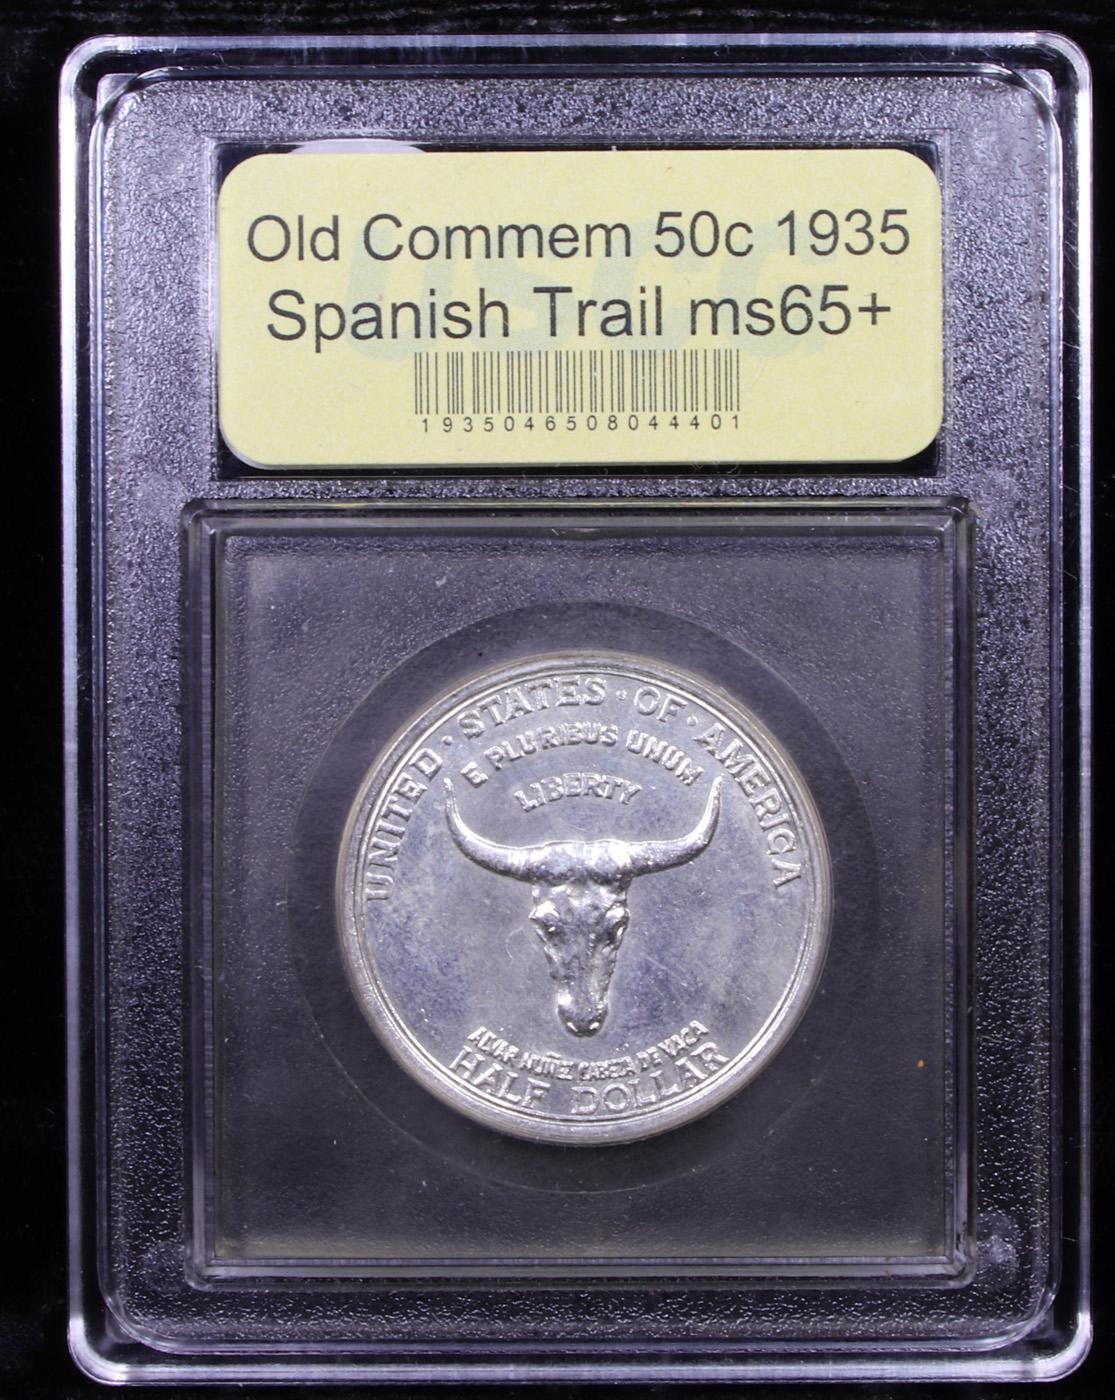 Old Commem 50c 1935
Spanish Trail ms65+
1935046508044401
USCG
UNITED · STATES · OF · AMERICA
E PLURIBUS UNUM
LIBERTY
ALVAR NUÑEZ CABEZA DE VACA
HALF DOLLAR